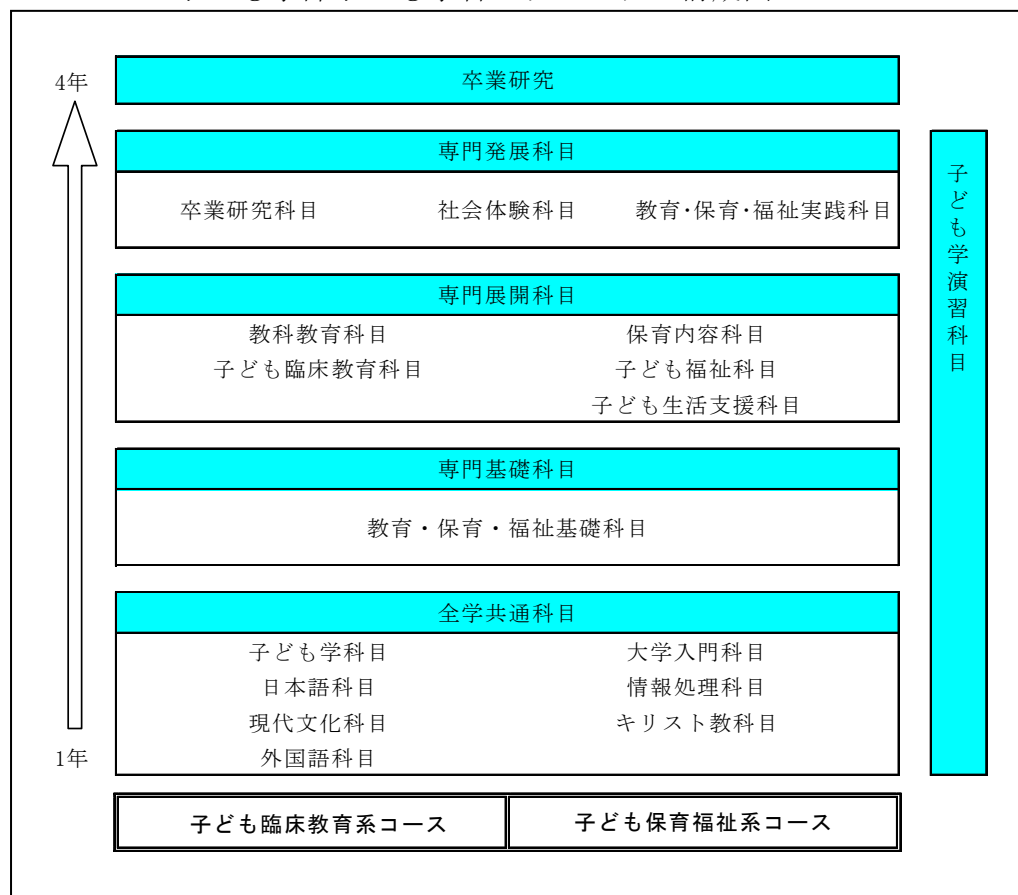 4年
卒業研究
専門発展科目
卒業研究科目 社会体験科目 教育・保育・福祉実践科目
専門展開科目
教科教育科目 保育内容科目
子ども臨床教育科目 子ども福祉科目
子ども生活支援科目
専門基礎科目
教育・保育・福祉基礎科目
全学共通科目
子ども学科目 大学入門科目
日本語科目 情報処理科目
現代文化科目 キリスト教科目
外国語科目
1年
子ども学演習科目
子ども臨床教育系コース 子ども保育福祉系コース